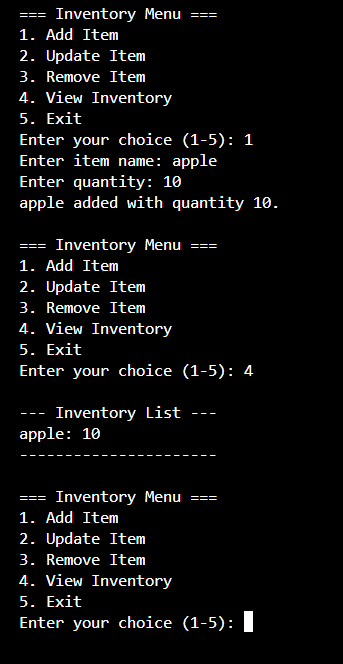 === Inventory Menu ===
1. Add Item
2. Update Item
3. Remove Item
4. View Inventory
5. Exit
Enter your choice (1-5): 1
Enter item name: apple
Enter quantity: 10
apple added with quantity 10.
=== Inventory Menu ===
1. Add Item
2. Update Item
3. Remove Item
4. View Inventory
5. Exit
Enter your choice (1-5): 4
--- Inventory List ---
apple: 10
----------------------
=== Inventory Menu ===
1. Add Item
2. Update Item
3. Remove Item
4. View Inventory
5. Exit
Enter your choice (1-5):